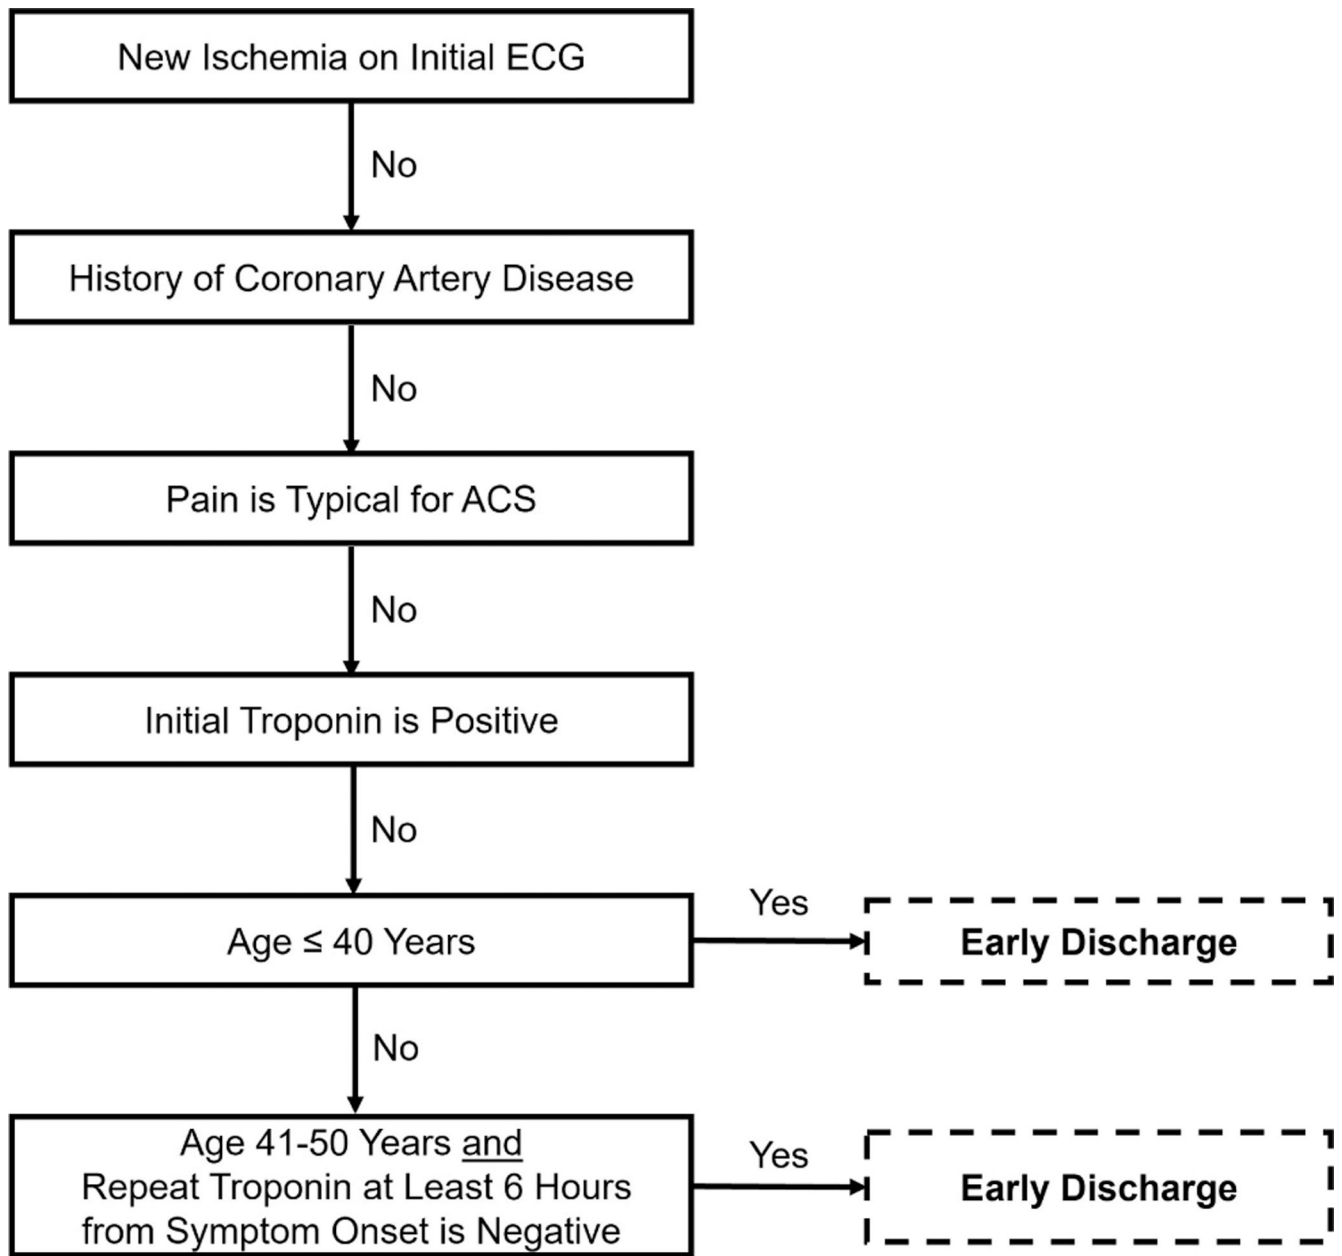 New Ischemia on Initial ECG
No
History of Coronary Artery Disease
No
Pain is Typical for ACS
No
Initial Troponin is Positive
No
Age ≤ 40 Years
Yes
Early Discharge
No
Age 41-50 Years and
Repeat Troponin at Least 6 Hours
from Symptom Onset is Negative
Yes
Early Discharge